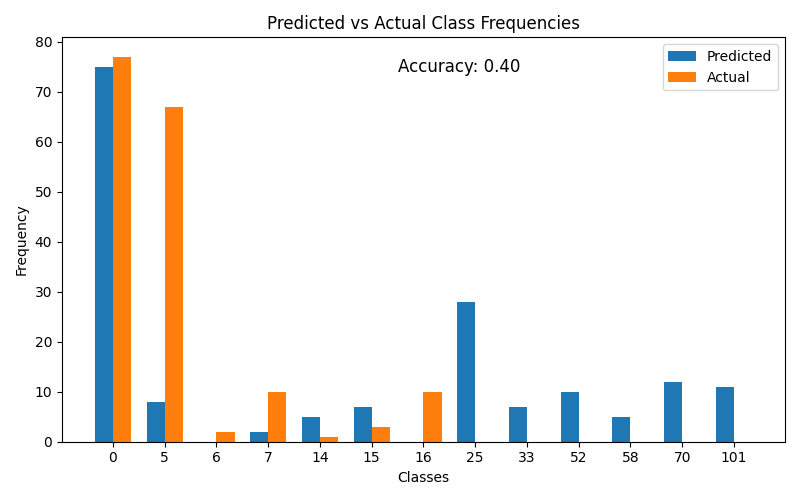 Predicted vs Actual Class Frequencies
Accuracy: 0.40
Predicted
Actual
Frequency
80
70
60
50
40
30
20
10
0
0 5 6 7 14 15 16 25 33 52 58 70 101
Classes